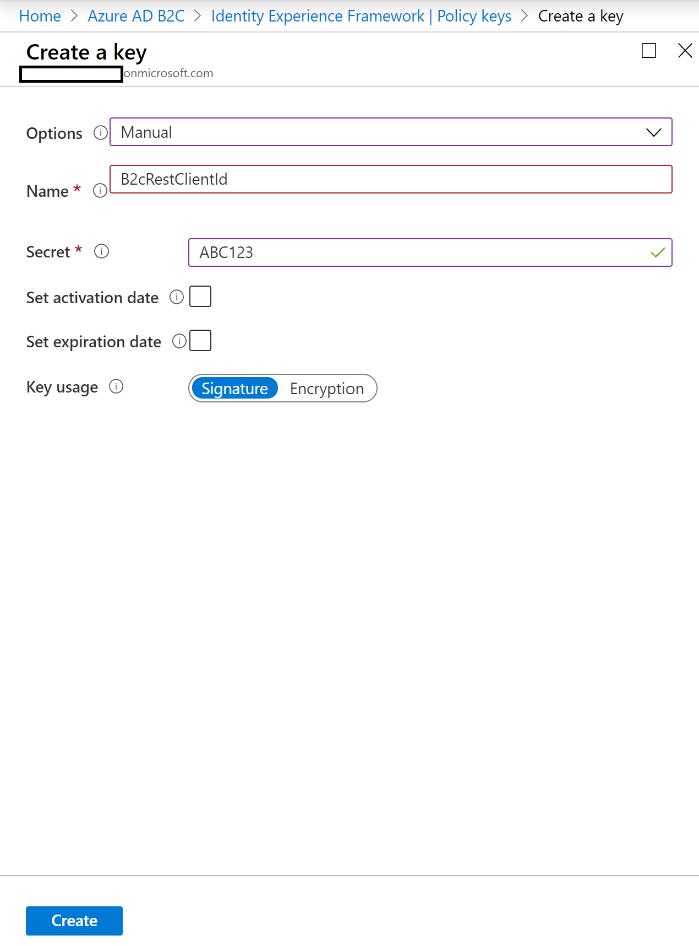 Home > Azure AD B2C > Identity Experience Framework | Policy keys > Create a key
Create a key
onmicrosoft.com
Options Manual
Name * B2cRestClientId
Secret * ABC123
Set activation date
Set expiration date
Key usage Signature Encryption
Create